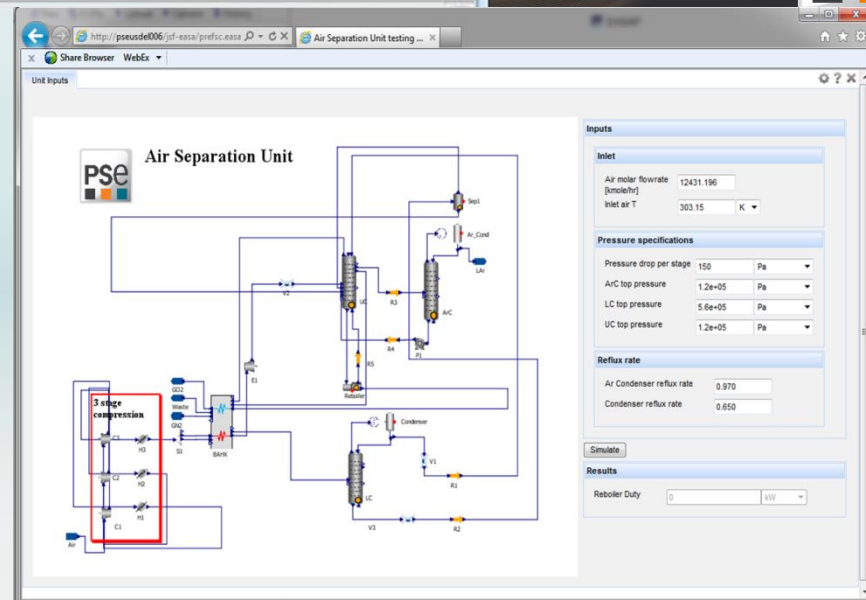 http://pseusdel006/jsf-easa/prefsc.easa
Air Separation Unit testing ...
x Share Browser WebEx
Unit Inputs
PSe
Air Separation Unit
Sep1
Ar_Cond
LAr
UC
ArC
V2
R3
R4
P1
R5
E1
Reboiler
GO2
Waste
GN2
3 stage
compression
C3
H3
S1
BAHX
C2
H2
C1
H1
Air
Condenser
V1
R1
LC
V3
R2
Inputs
Inlet
Air molar flowrate
[kmole/hr]
12431.196
Inlet air T
303.15
K
Pressure specifications
Pressure drop per stage 150 Pa
ArC top pressure 1.2e+05 Pa
LC top pressure 5.6e+05 Pa
UC top pressure 1.2e+05 Pa
Reflux rate
Ar Condenser reflux rate 0.970
Condenser reflux rate 0.650
Simulate
Results
Reboiler Duty 0 kW